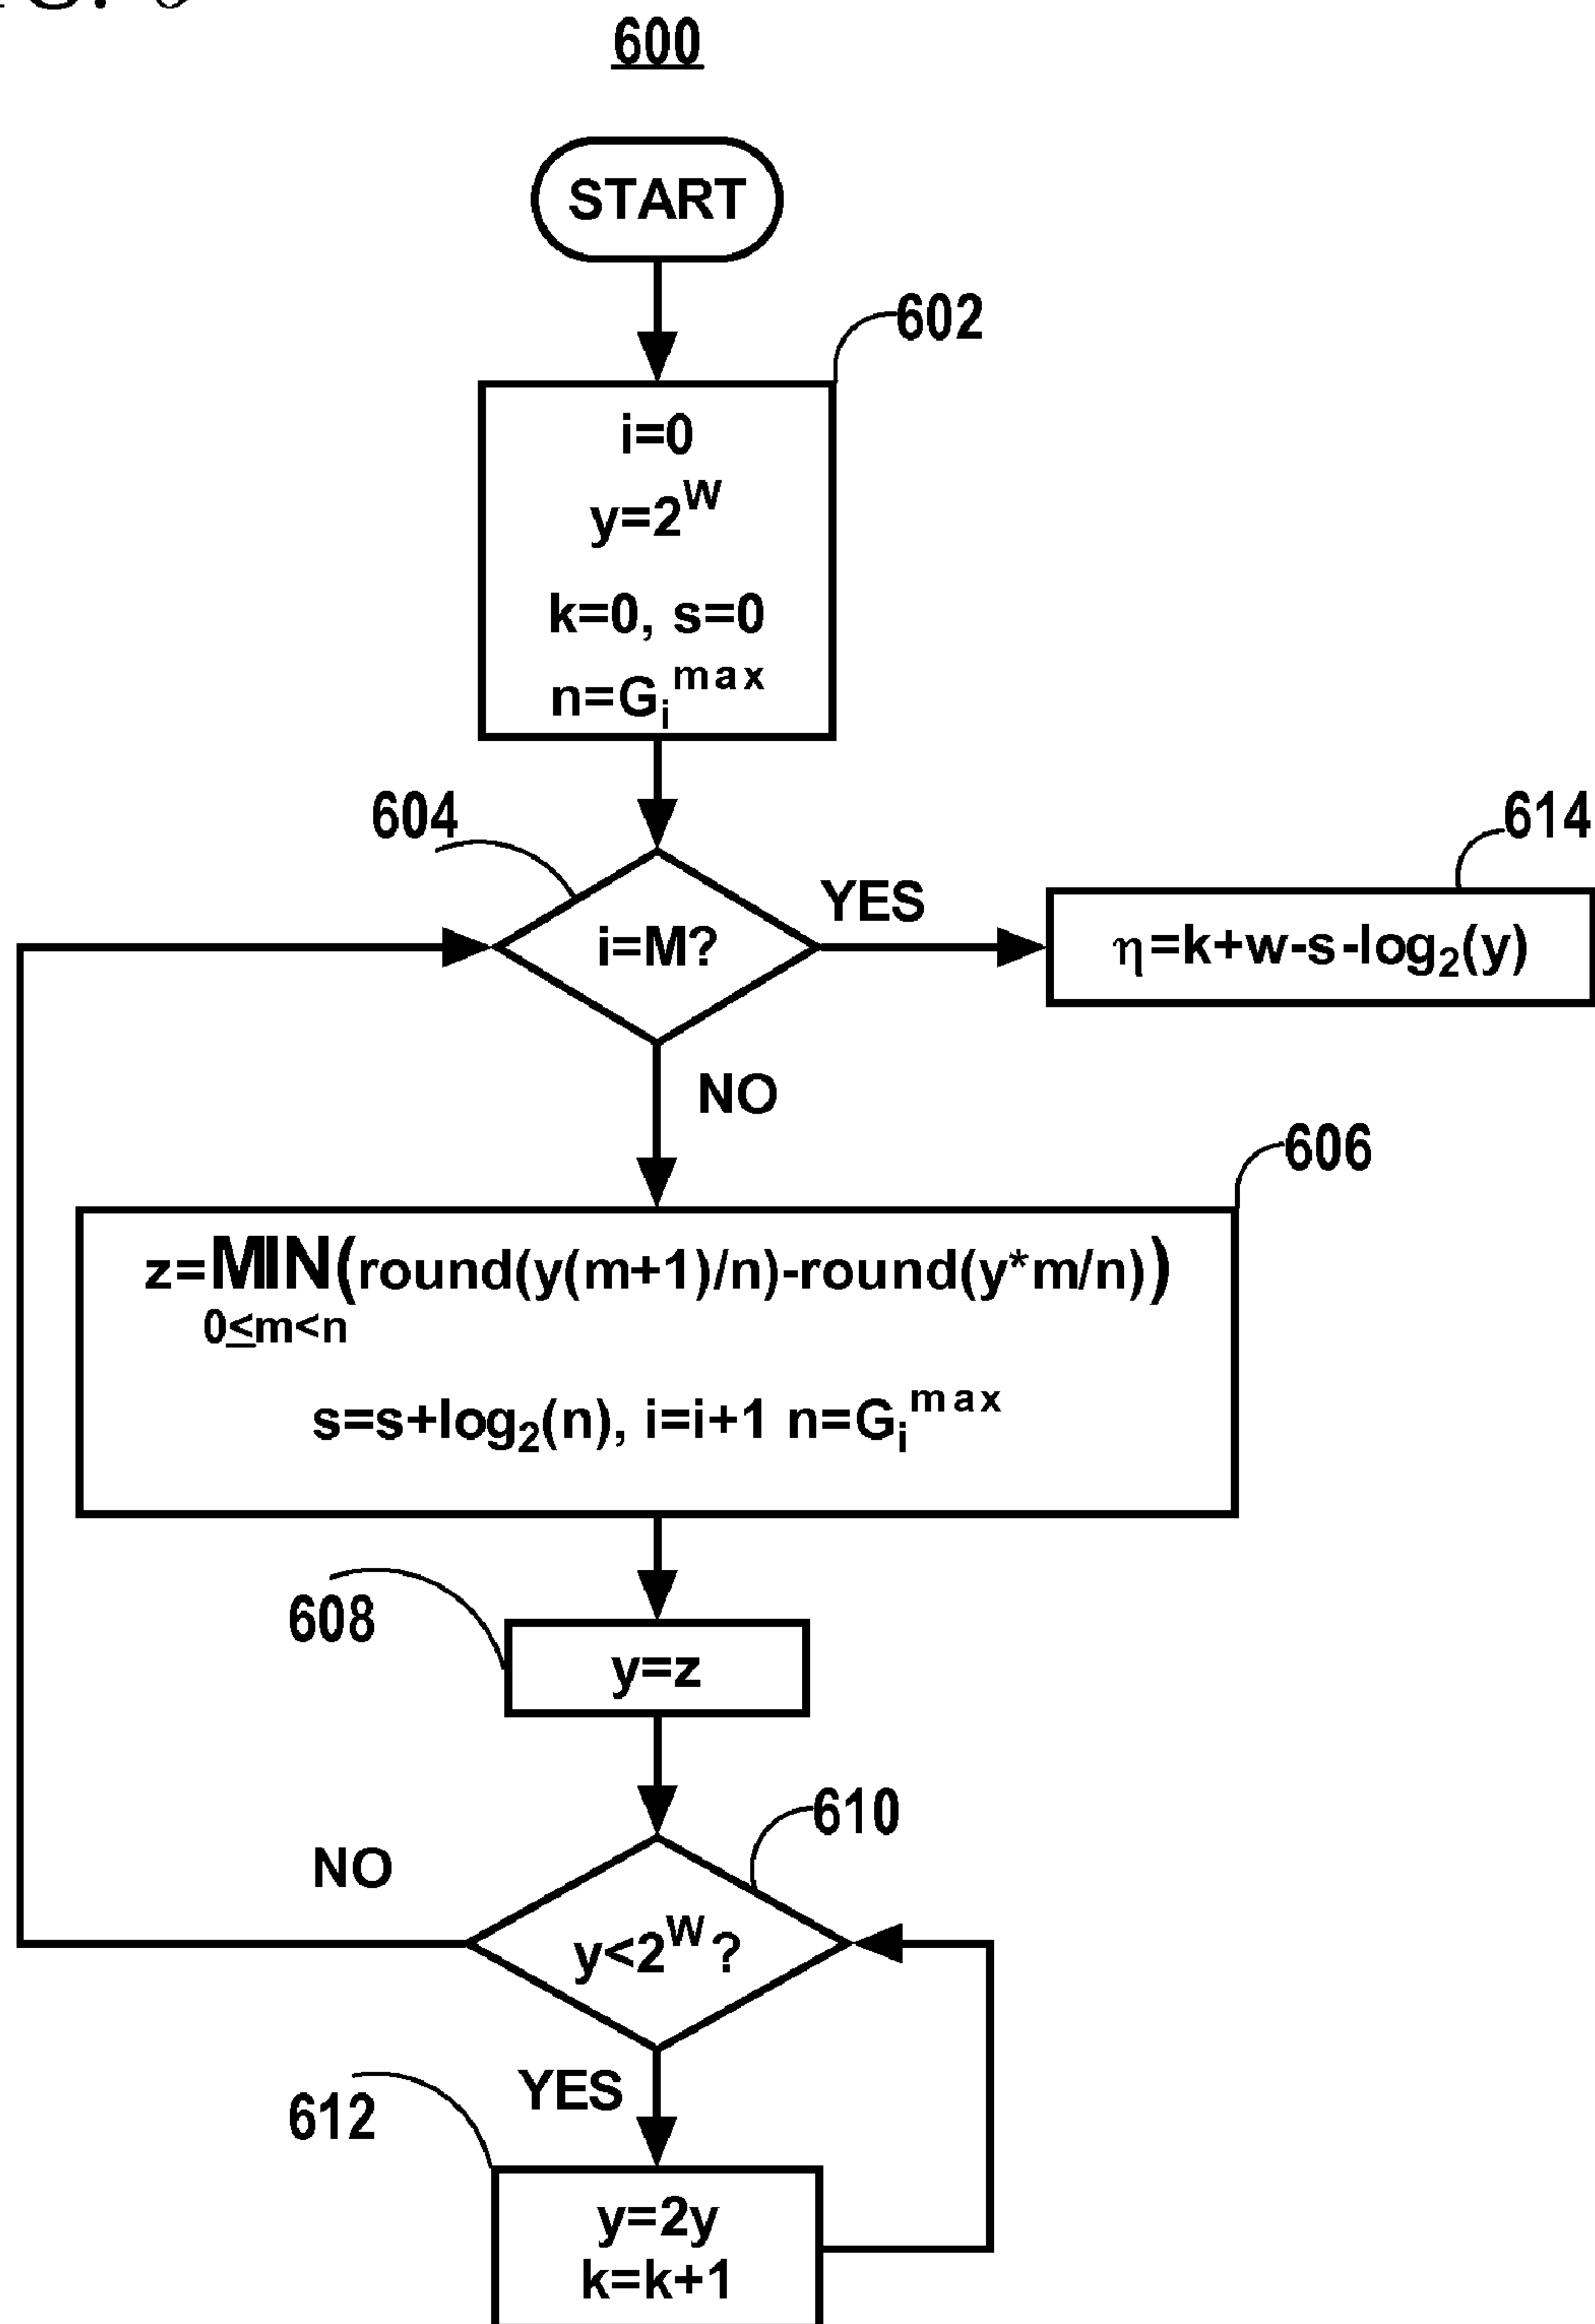 600
START
602
i=0
y=2^W
k=0, s=0
n=G_i^max
604
i=M?
YES
614
η=k+w-s-log₂(y)
NO
606
z=MIN(round(y(m+1)/n)-round(y*m/n))
0≤m<n
s=s+log₂(n), i=i+1 n=G_i^max
608
y=z
610
NO
y<2^W?
YES
612
y=2y
k=k+1